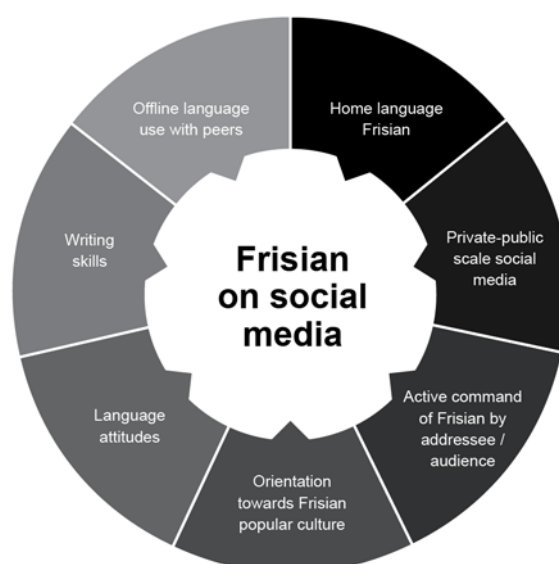 Frisian
on social
media
Home language
Frisian
Private-public
scale social
media
Active command
of Frisian by
addressee /
audience
Orientation
towards Frisian
popular culture
Language
attitudes
Writing
skills
Offline language
use with peers